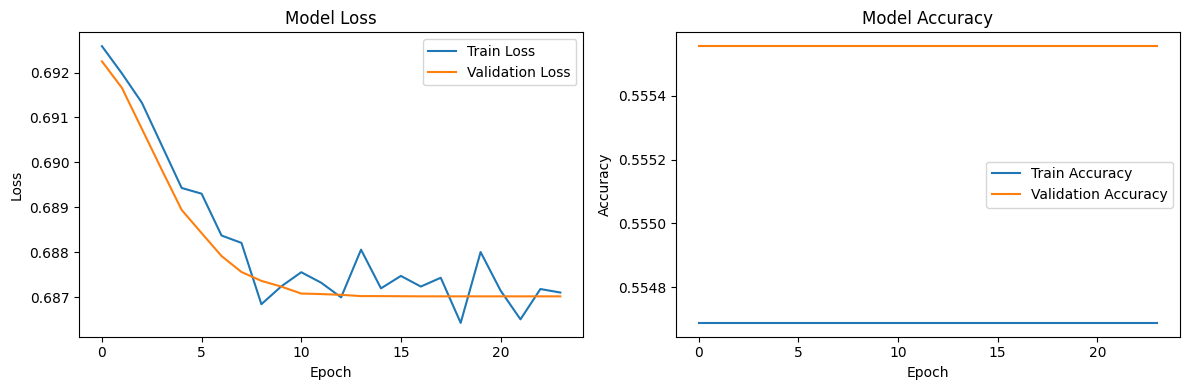 Model Loss
Train Loss
Validation Loss
0.692
0.691
0.690
0.689
0.688
0.687
Loss
0
5
10
15
20
Epoch
Model Accuracy
0.5554
0.5552
0.5550
0.5548
Accuracy
Train Accuracy
Validation Accuracy
0
5
10
15
20
Epoch